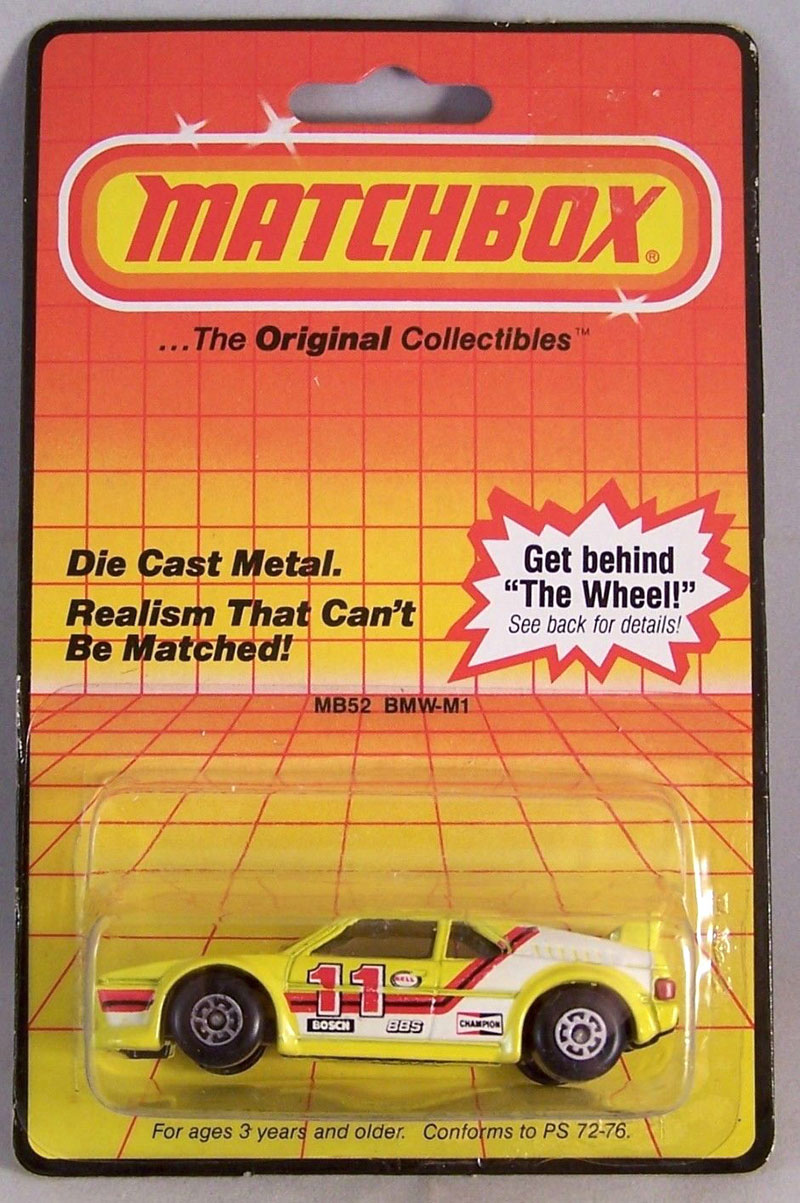 MATCHBOX®
...The Original Collectibles™
Die Cast Metal.
Realism That Can't
Be Matched!
Get behind
“The Wheel!”
See back for details!
MB52 BMW-M1
11
BELL
BOSCH BBS CHAMPION
For ages 3 years and older. Conforms to PS 72-76.